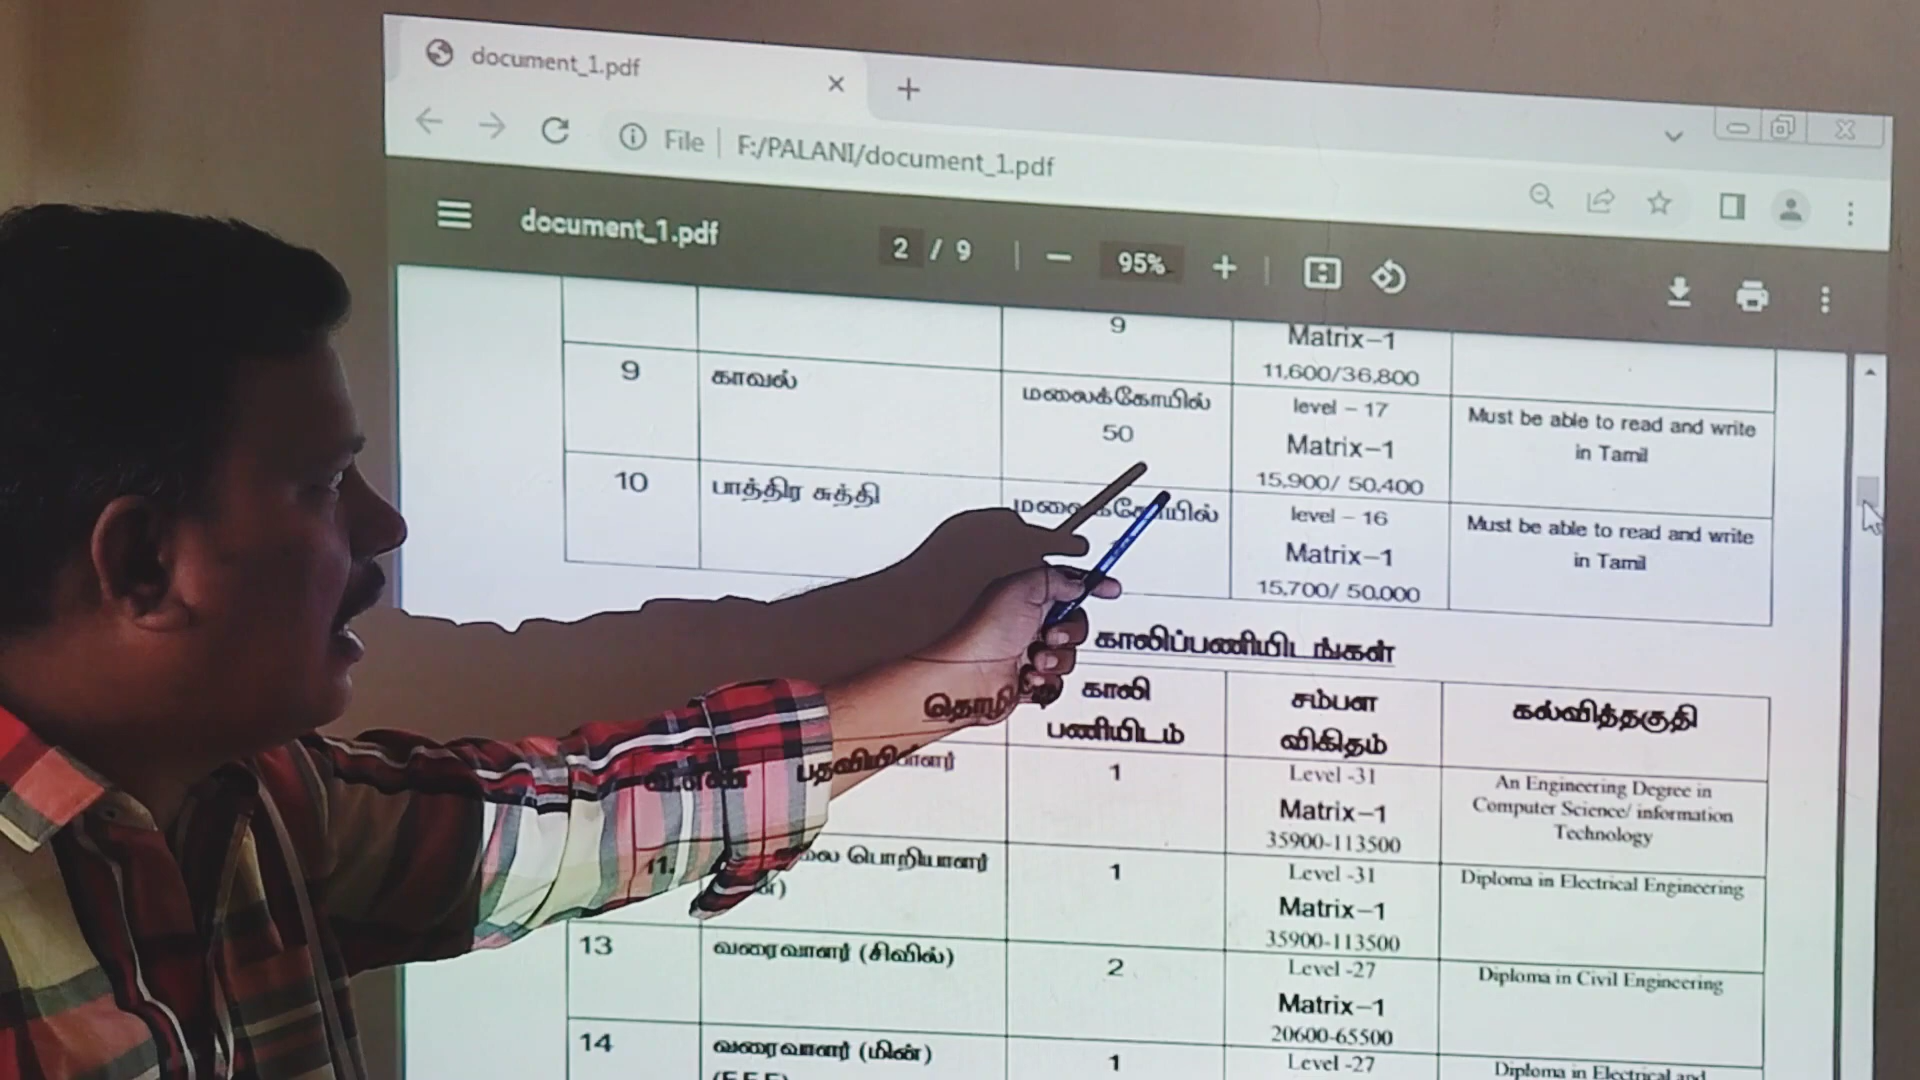 document_1.pdf
File F:/PALANI/document_1.pdf
document_1.pdf 2 / 9 95%
9 Matrix-1
11,600/36,800
9 காவல் மலைக்கோயில் level - 17 Must be able to read and write
50 Matrix-1 in Tamil
15,900/ 50,400
10 பாத்திர சுத்தி level - 16 Must be able to read and write
Matrix-1 in Tamil
15,700/ 50,000
காலிப்பணியிடங்கள்
காலி சம்பள கல்வித்தகுதி
பணியிடம் விகிதம்
1 Level -31 An Engineering Degree in
Matrix-1 Computer Science/ information
35900-113500 Technology
பொறியாளர் 1 Level -31 Diploma in Electrical Engineering
Matrix-1
35900-113500
13 வரைவாளர் (சிவில்) 2 Level -27 Diploma in Civil Engineering
Matrix-1
20600-65500
14 வரைவாளர் (மின்) 1 Level -27 Diploma in Electrical and